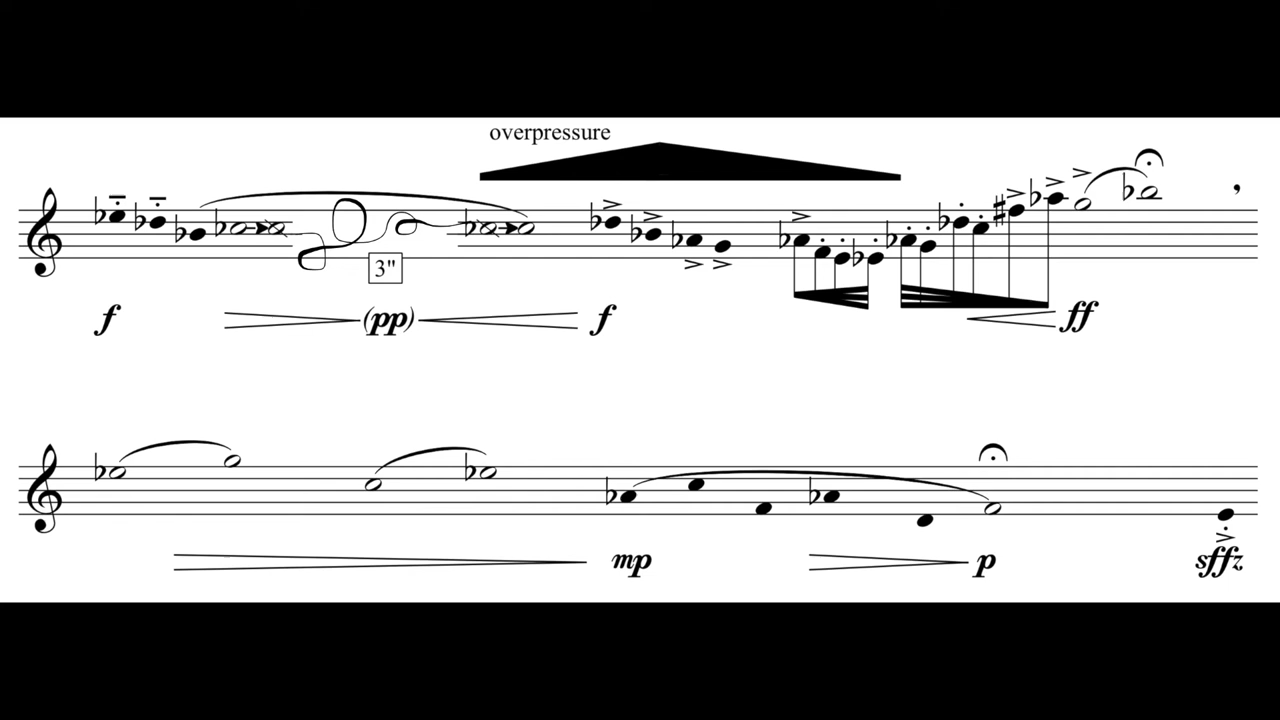 overpressure
3"
f (pp) f ff
mp p sffz